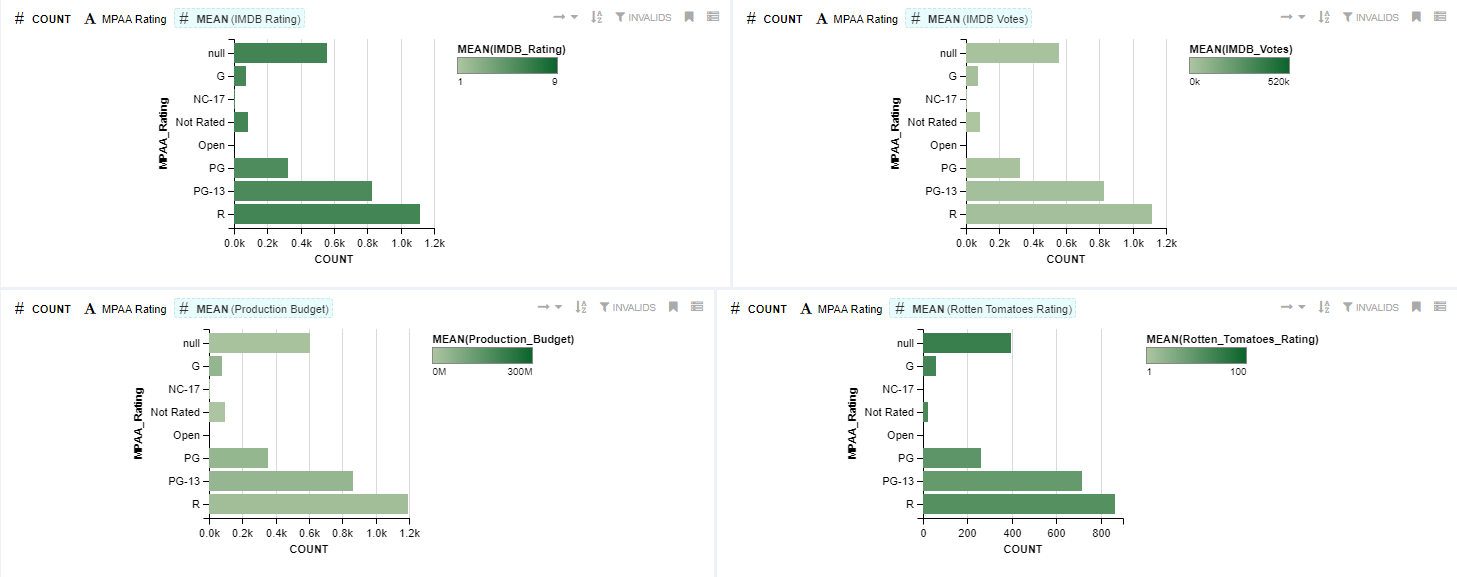 # COUNT A MPAA Rating # MEAN (IMDB Rating) INVALIDS
MEAN(IMDB_Rating)
1 9
MPAA_Rating
null
G
NC-17
Not Rated
Open
PG
PG-13
R
0.0k 0.2k 0.4k 0.6k 0.8k 1.0k 1.2k
COUNT
# COUNT A MPAA Rating # MEAN (IMDB Votes) INVALIDS
MEAN(IMDB_Votes)
0k 520k
MPAA_Rating
null
G
NC-17
Not Rated
Open
PG
PG-13
R
0.0k 0.2k 0.4k 0.6k 0.8k 1.0k 1.2k
COUNT
# COUNT A MPAA Rating # MEAN (Production Budget) INVALIDS
MEAN(Production_Budget)
0M 300M
MPAA_Rating
null
G
NC-17
Not Rated
Open
PG
PG-13
R
0.0k 0.2k 0.4k 0.6k 0.8k 1.0k 1.2k
COUNT
# COUNT A MPAA Rating # MEAN (Rotten Tomatoes Rating) INVALIDS
MEAN(Rotten_Tomatoes_Rating)
1 100
MPAA_Rating
null
G
NC-17
Not Rated
Open
PG
PG-13
R
0 200 400 600 800
COUNT